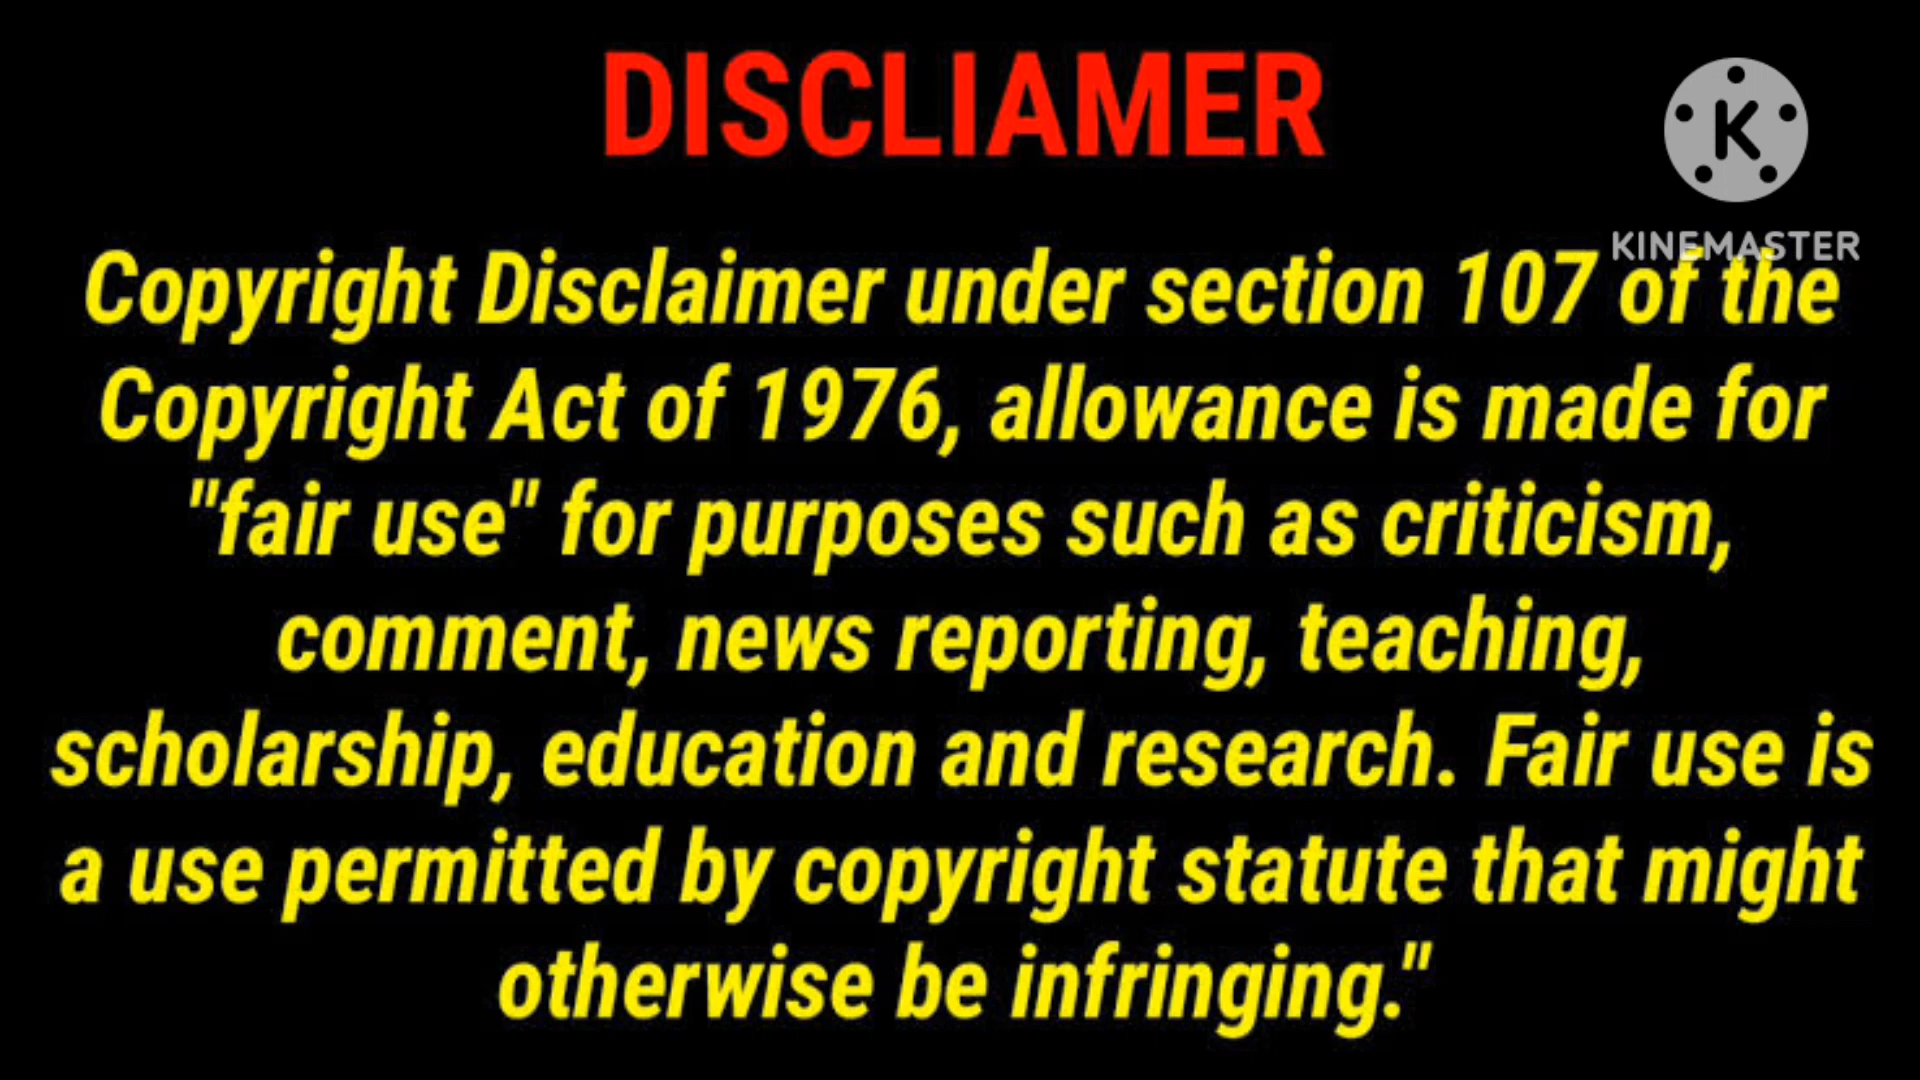 DISCLIAMER
K
KINEMASTER
Copyright Disclaimer under section 107 of the
Copyright Act of 1976, allowance is made for
"fair use" for purposes such as criticism,
comment, news reporting, teaching,
scholarship, education and research. Fair use is
a use permitted by copyright statute that might
otherwise be infringing."